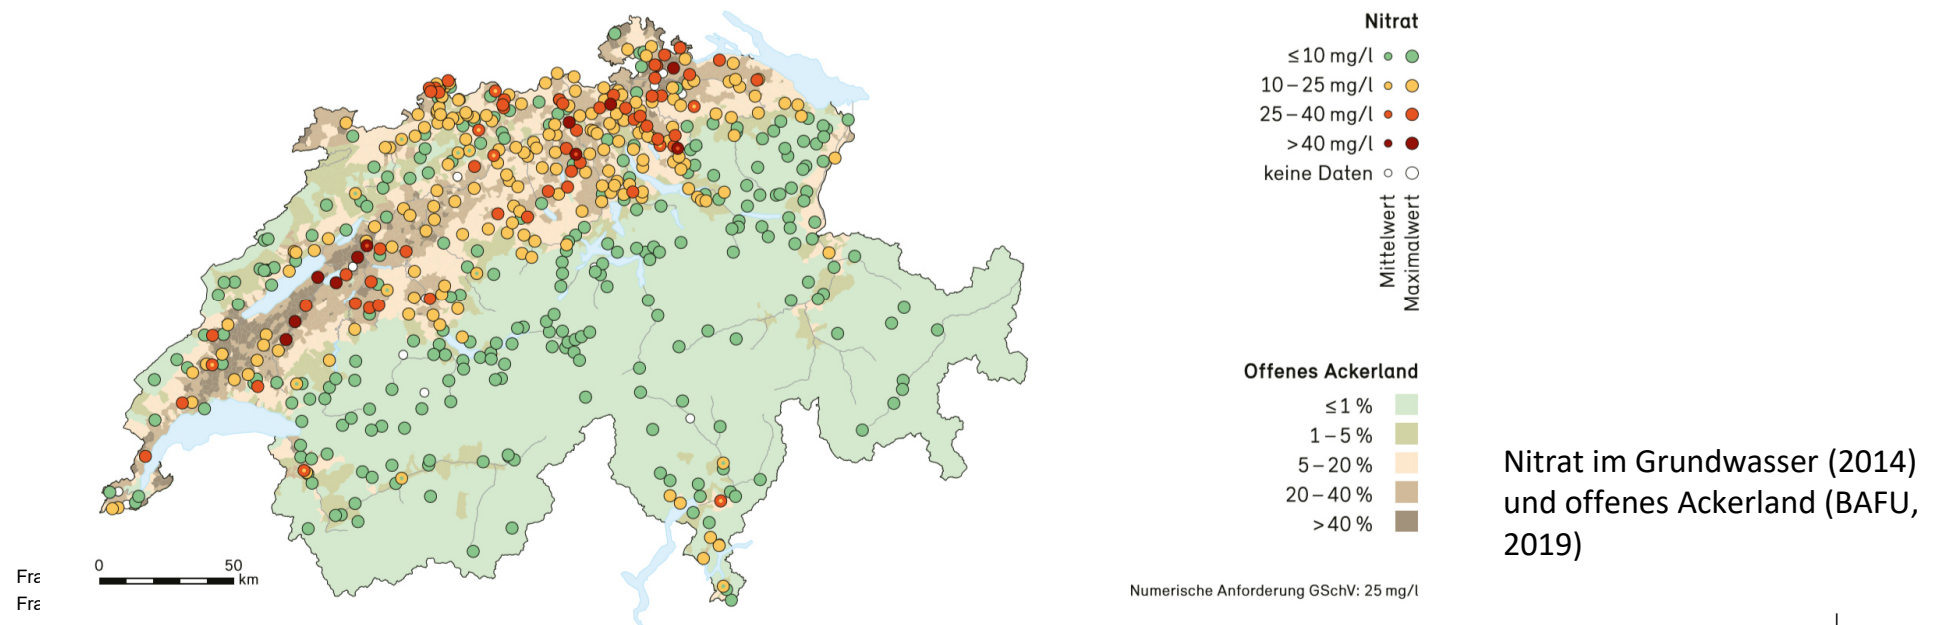 Nitrat
≤ 10 mg/l
10 – 25 mg/l
25 – 40 mg/l
> 40 mg/l
keine Daten
Mittelwert
Maximalwert
Offenes Ackerland
≤ 1 %
1 – 5 %
5 – 20 %
20 – 40 %
> 40 %
Nitrat im Grundwasser (2014)
und offenes Ackerland (BAFU,
2019)
0 50
km
Numerische Anforderung GSchV: 25 mg/l